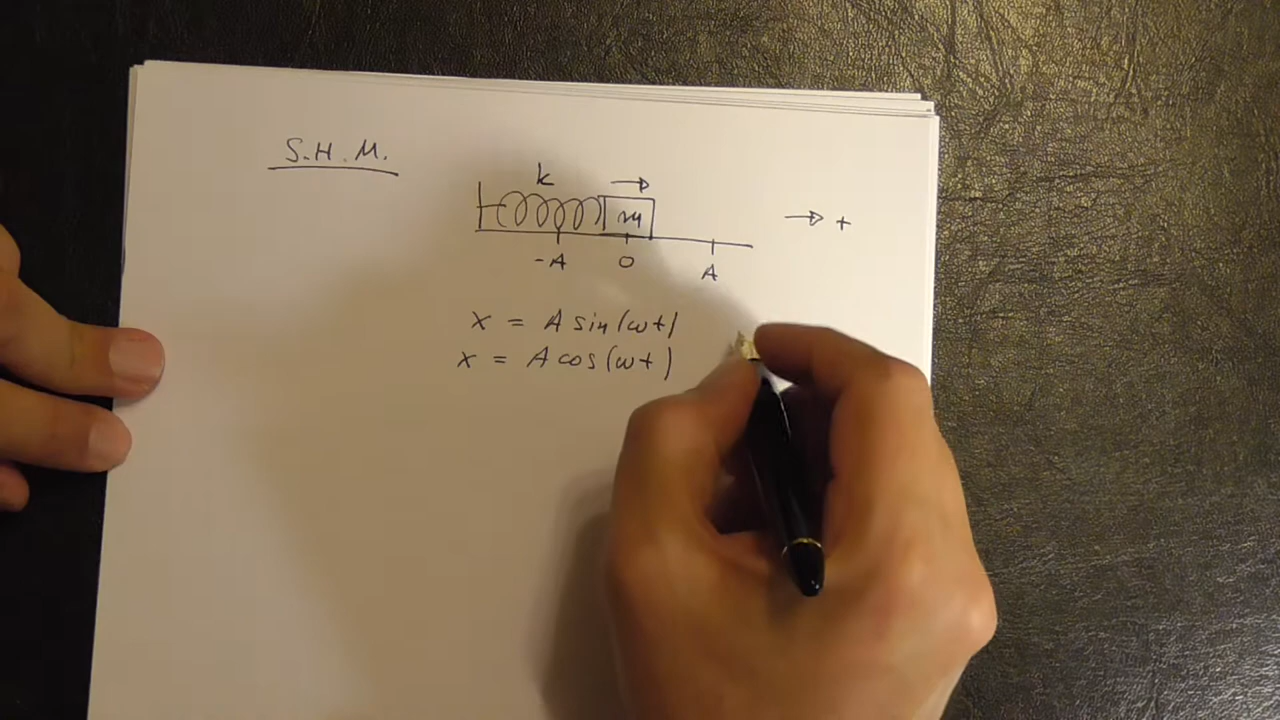 S.H.M.
k
m
→ +
-A 0 A
x = A sin(ωt)
x = A cos(ωt)